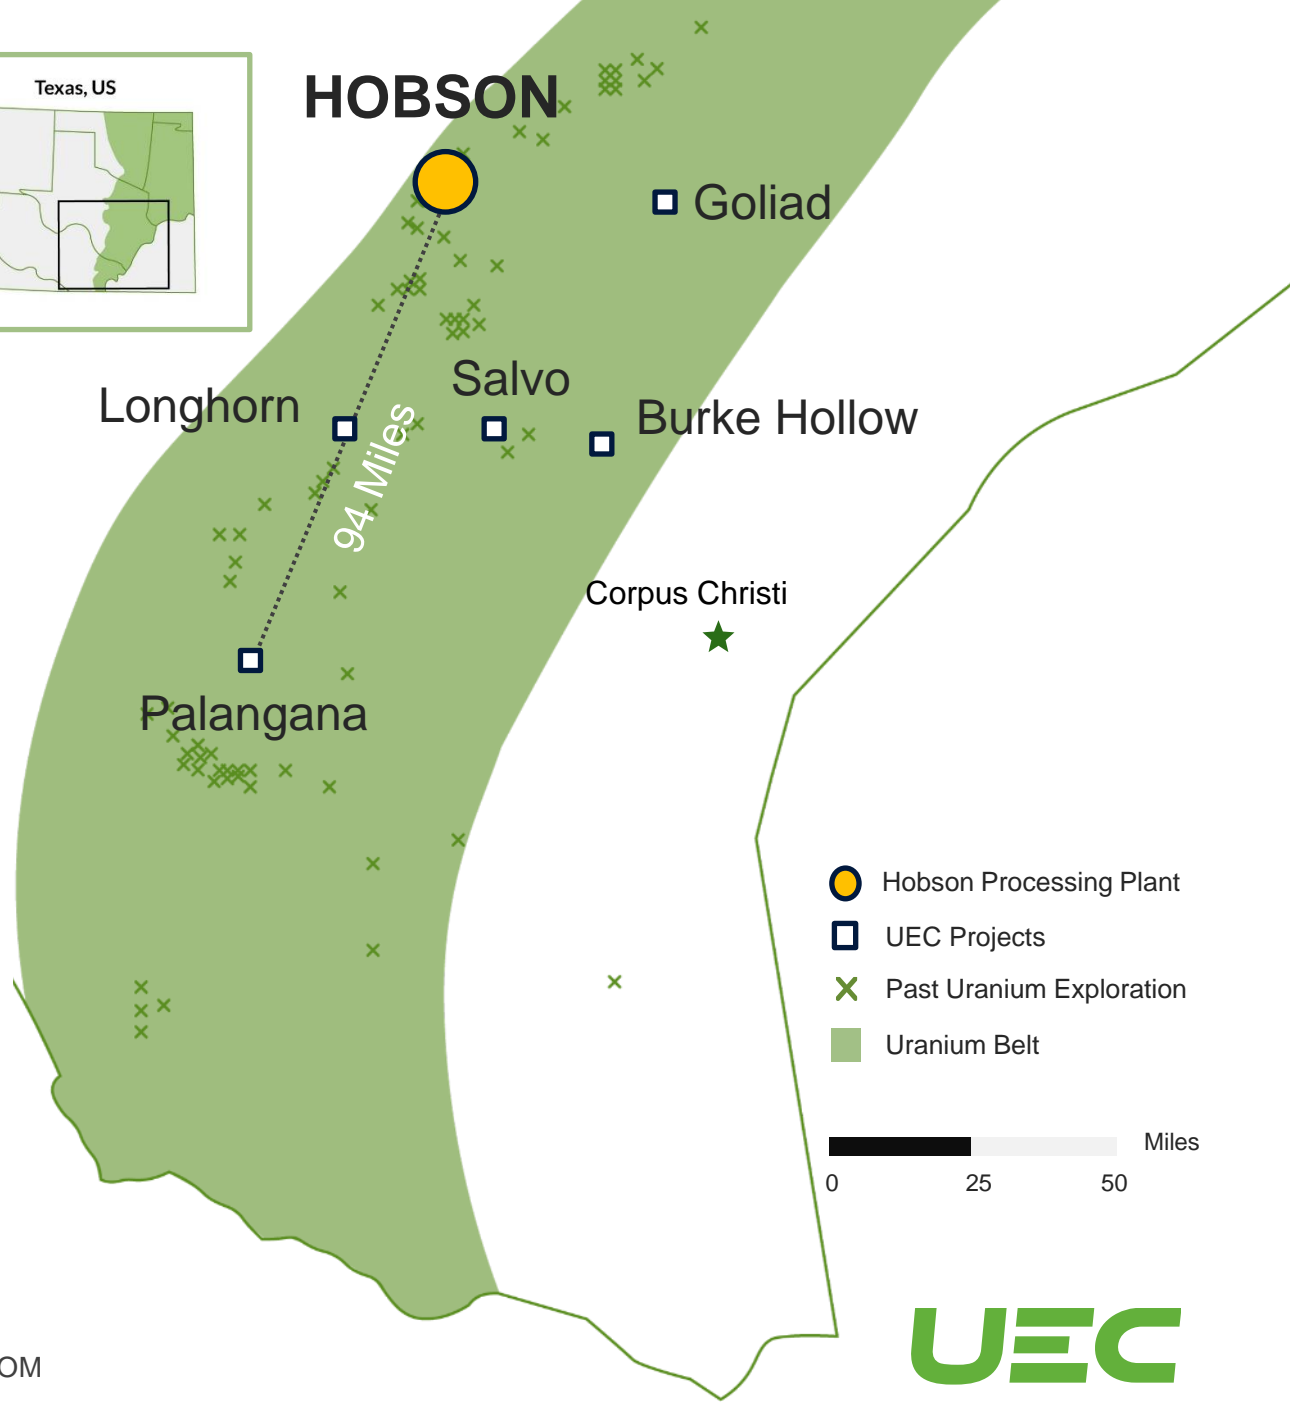 Texas, US
HOBSON
Goliad
Salvo
Longhorn
Burke Hollow
94 Miles
Corpus Christi
Palangana
Hobson Processing Plant
UEC Projects
Past Uranium Exploration
Uranium Belt
Miles
0 25 50
UEC
OM